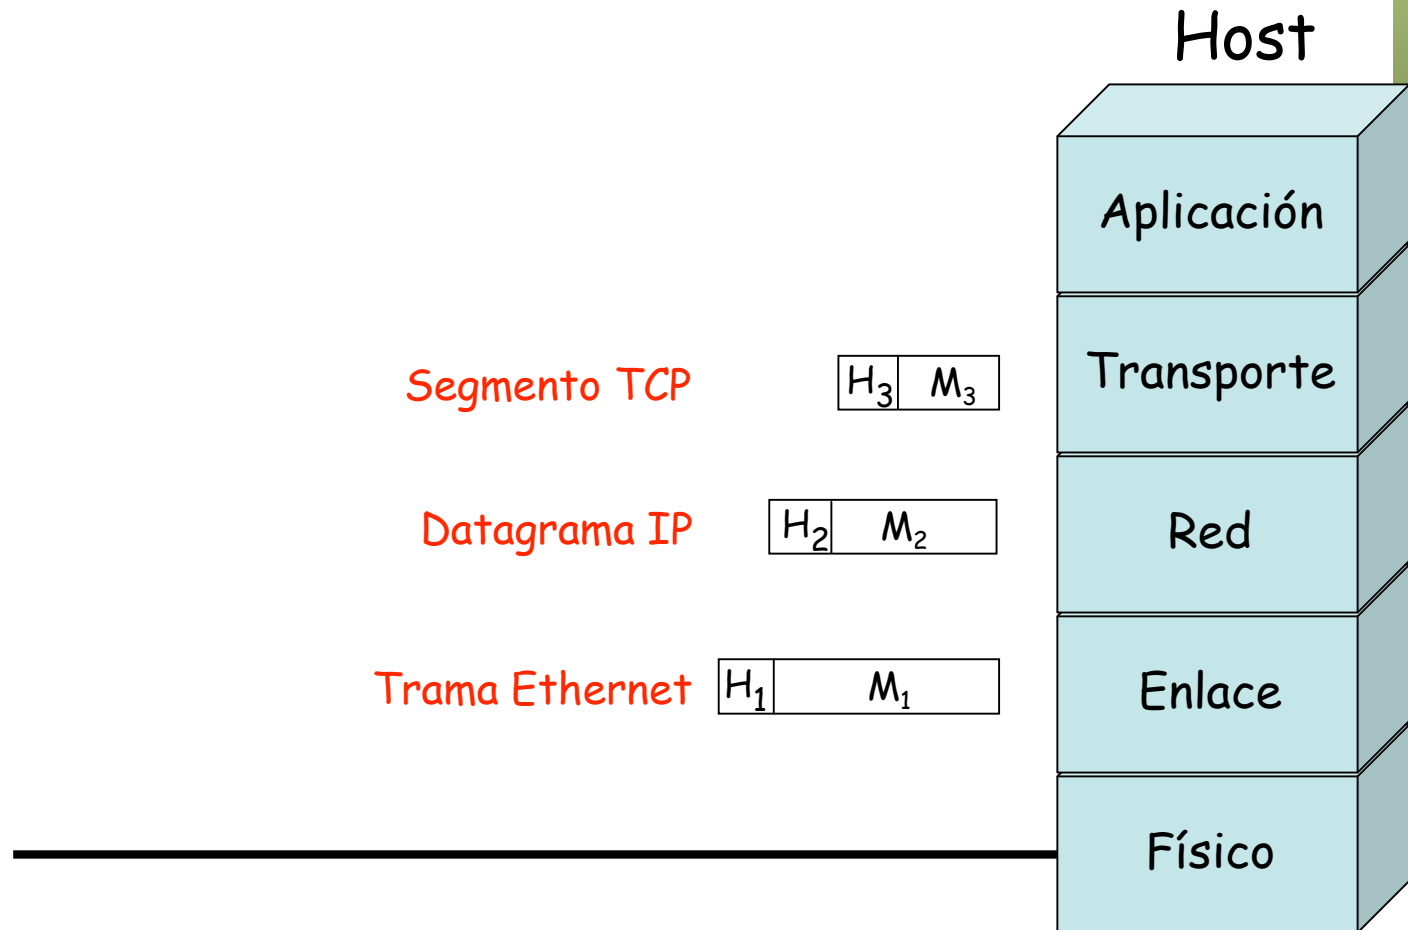 Host
Aplicación
Segmento TCP H₃ M₃ Transporte
Datagrama IP H₂ M₂ Red
Trama Ethernet H₁ M₁ Enlace
Físico